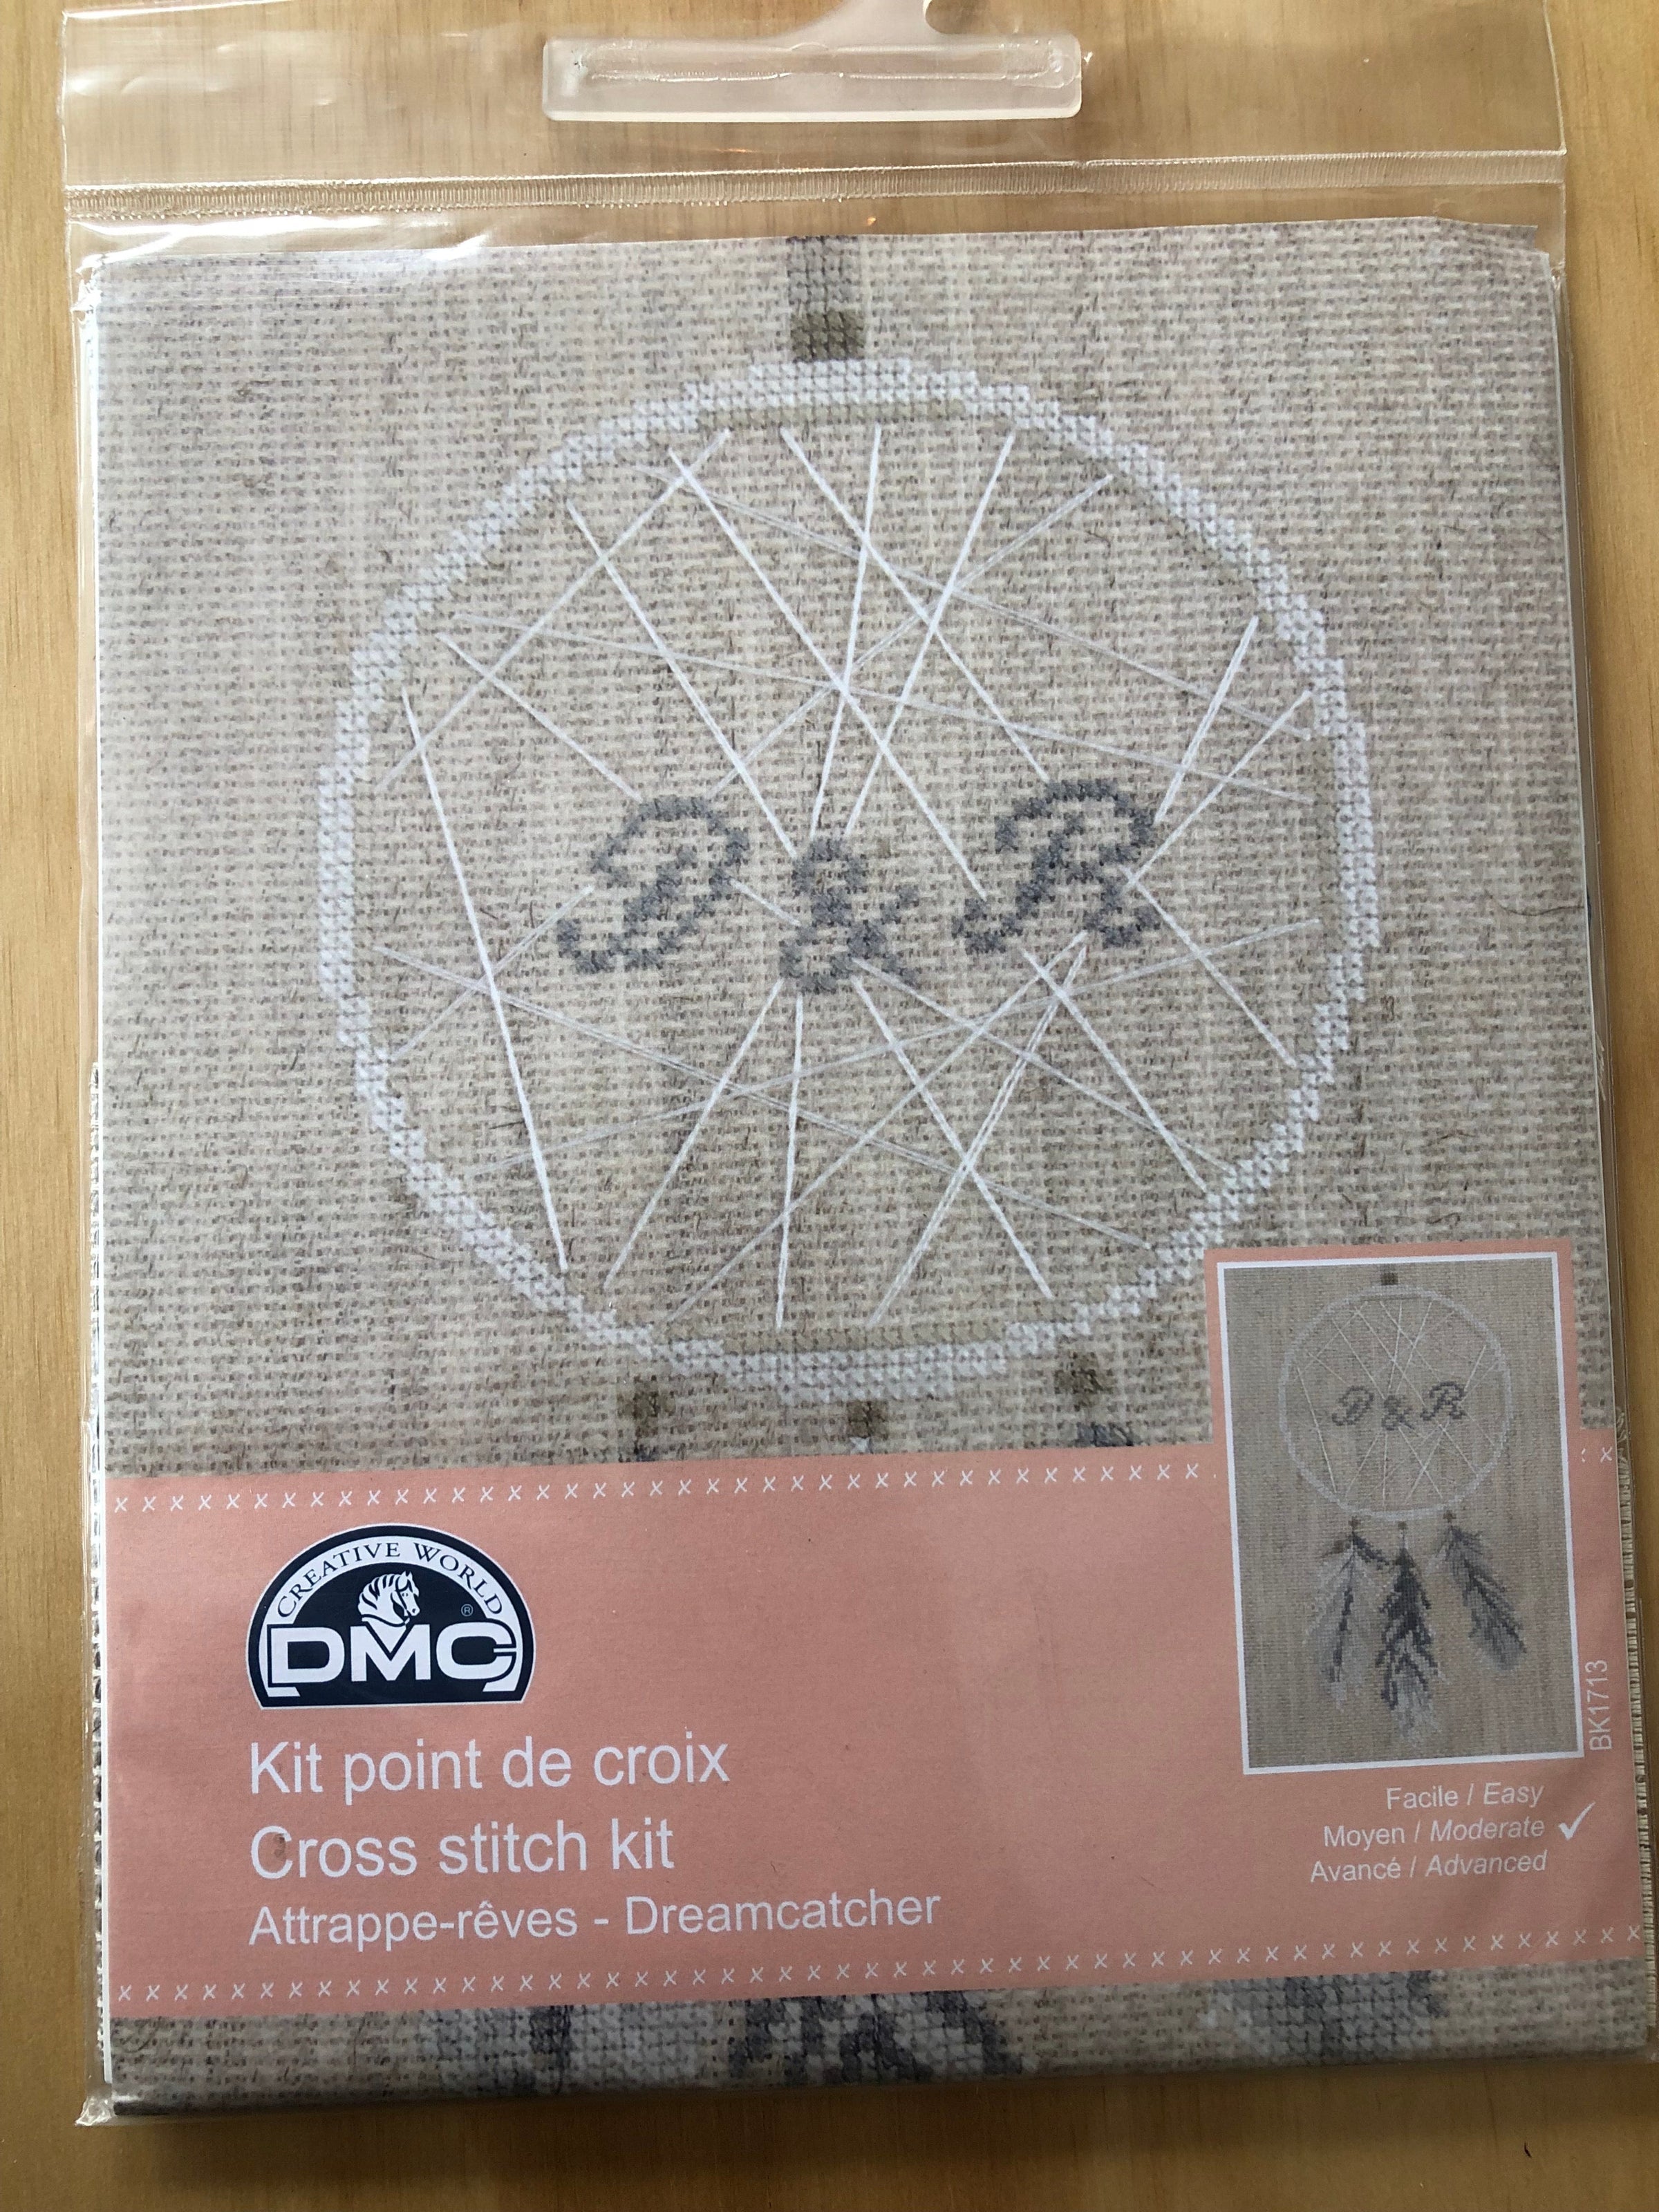 D & R
CREATIVE WORLD
®
DMC
Kit point de croix
Cross stitch kit
Attrappe-rêves - Dreamcatcher
D & R
BK1713
Facile / Easy
Moyen / Moderate ✓
Avancé / Advanced